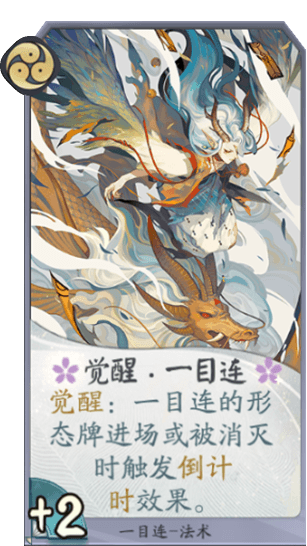 觉醒·一目连
觉醒：一目连的形
态牌进场或被消灭
时触发倒计
时效果。
+2
一目连-法术